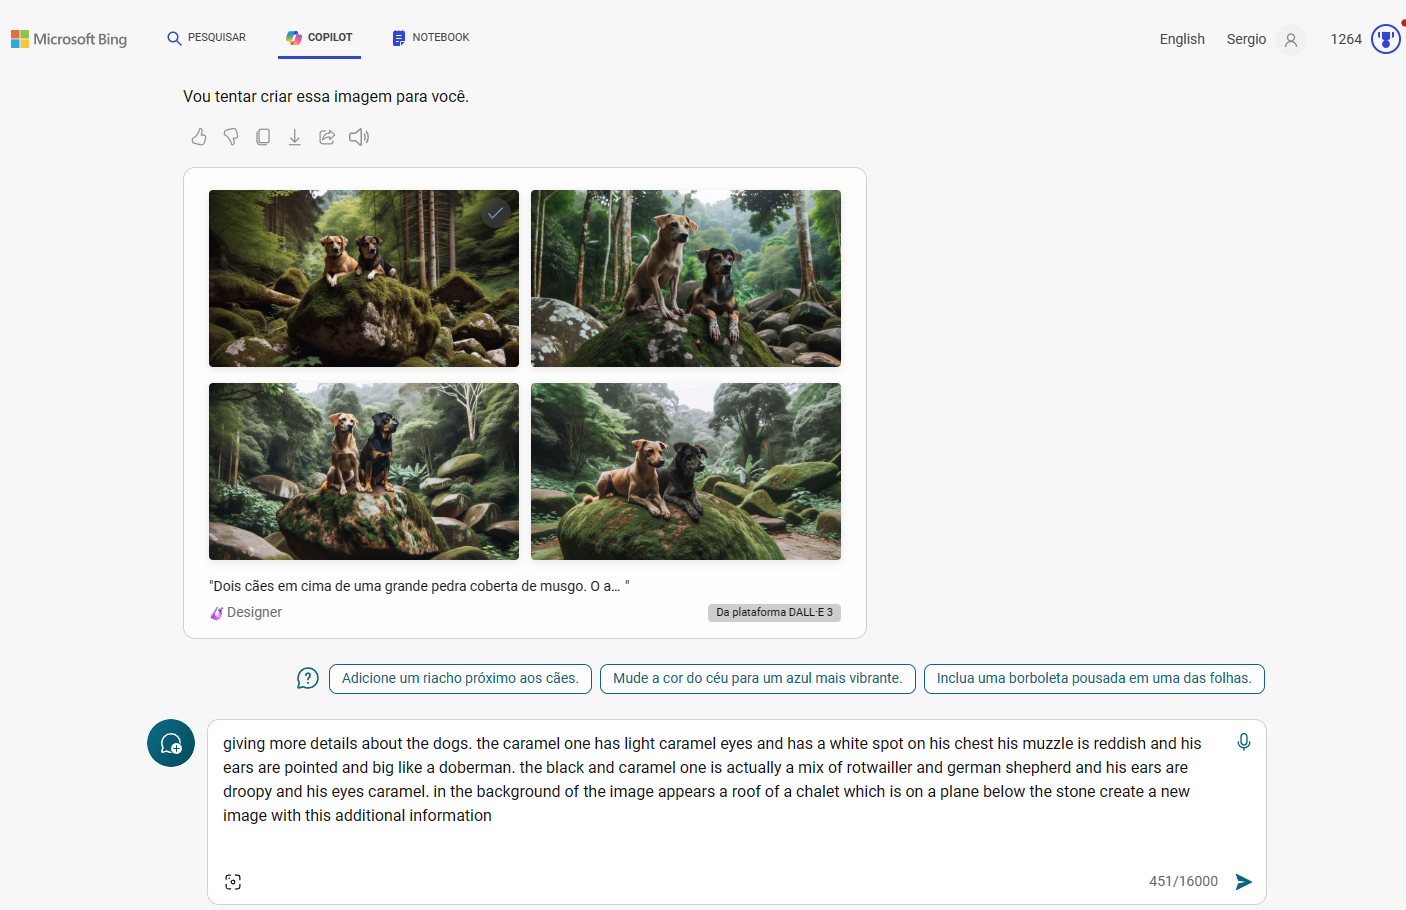 Microsoft Bing
PESQUISAR
COPILOT
NOTEBOOK
English
Sergio
1264
Vou tentar criar essa imagem para você.
"Dois cães em cima de uma grande pedra coberta de musgo. O a... "
Designer
Da plataforma DALL·E 3
Adicione um riacho próximo aos cães.
Mude a cor do céu para um azul mais vibrante.
Inclua uma borboleta pousada em uma das folhas.
giving more details about the dogs. the caramel one has light caramel eyes and has a white spot on his chest his muzzle is reddish and his
ears are pointed and big like a doberman. the black and caramel one is actually a mix of rotwailler and german shepherd and his ears are
droopy and his eyes caramel. in the background of the image appears a roof of a chalet which is on a plane below the stone create a new
image with this additional information
451/16000